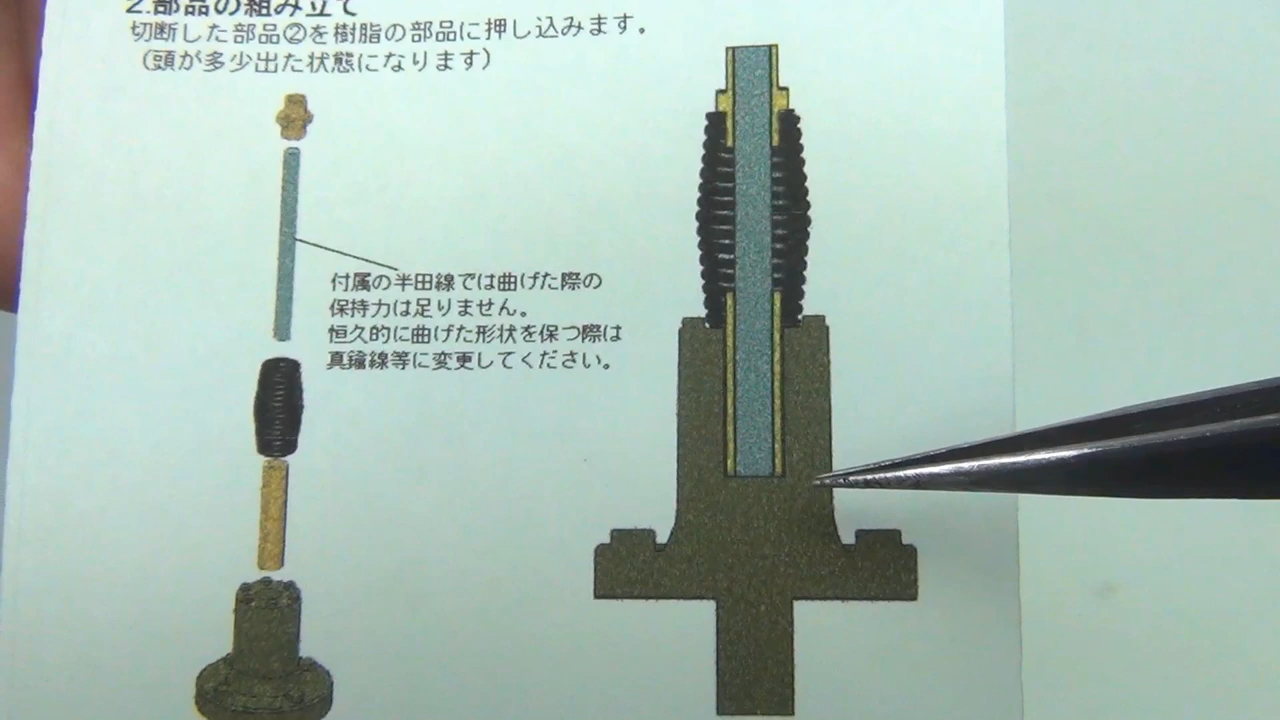 2.部品の組み立て
切断した部品②を樹脂の部品に押し込みます。
（頭が多少出た状態になります）
付属の半田線では曲げた際の
保持力は足りません。
恒久的に曲げた形状を保つ際は
真鍮線等に変更してください。